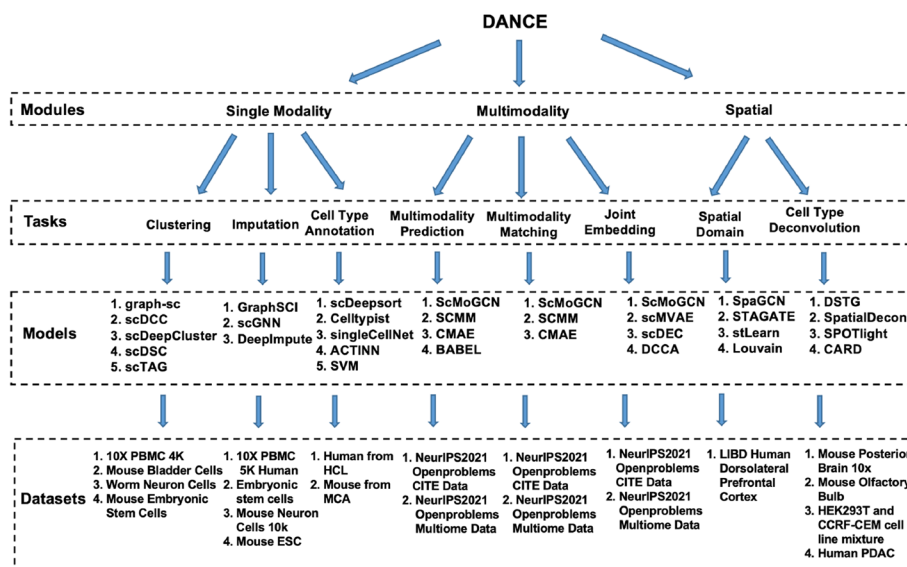 DANCE
Modules
Single Modality
Multimodality
Spatial
Tasks
Clustering
Imputation
Cell Type
Annotation
Multimodality
Prediction
Multimodality
Matching
Joint
Embedding
Spatial
Domain
Cell Type
Deconvolution
Models
1. graph-sc
2. scDCC
3. scDeepCluster
4. scDSC
5. scTAG
1. GraphSCI
2. scGNN
3. DeepImpute
1. scDeepsort
2. Celltypist
3. singleCellNet
4. ACTINN
5. SVM
1. ScMoGCN
2. SCMM
3. CMAE
4. BABEL
1. ScMoGCN
2. SCMM
3. CMAE
1. ScMoGCN
2. scMVAE
3. scDEC
4. DCCA
1. SpaGCN
2. STAGATE
3. stLearn
4. Louvain
1. DSTG
2. SpatialDecon
3. SPOTlight
4. CARD
Datasets
1. 10X PBMC 4K
2. Mouse Bladder Cells
3. Worm Neuron Cells
4. Mouse Embryonic
Stem Cells
1. 10X PBMC
5K Human
2. Embryonic
stem cells
3. Mouse Neuron
Cells 10k
4. Mouse ESC
1. Human from
HCL
2. Mouse from
MCA
1. NeurIPS2021
Openproblems
CITE Data
2. NeurIPS2021
Openproblems
Multiome Data
1. NeurIPS2021
Openproblems
CITE Data
2. NeurIPS2021
Openproblems
Multiome Data
1. NeurIPS2021
Openproblems
CITE Data
2. NeurIPS2021
Openproblems
Multiome Data
1. LIBD Human
Dorsolateral
Prefrontal
Cortex
1. Mouse Posterior
Brain 10x
2. Mouse Olfactory
Bulb
3. HEK293T and
CCRF-CEM cell
line mixture
4. Human PDAC